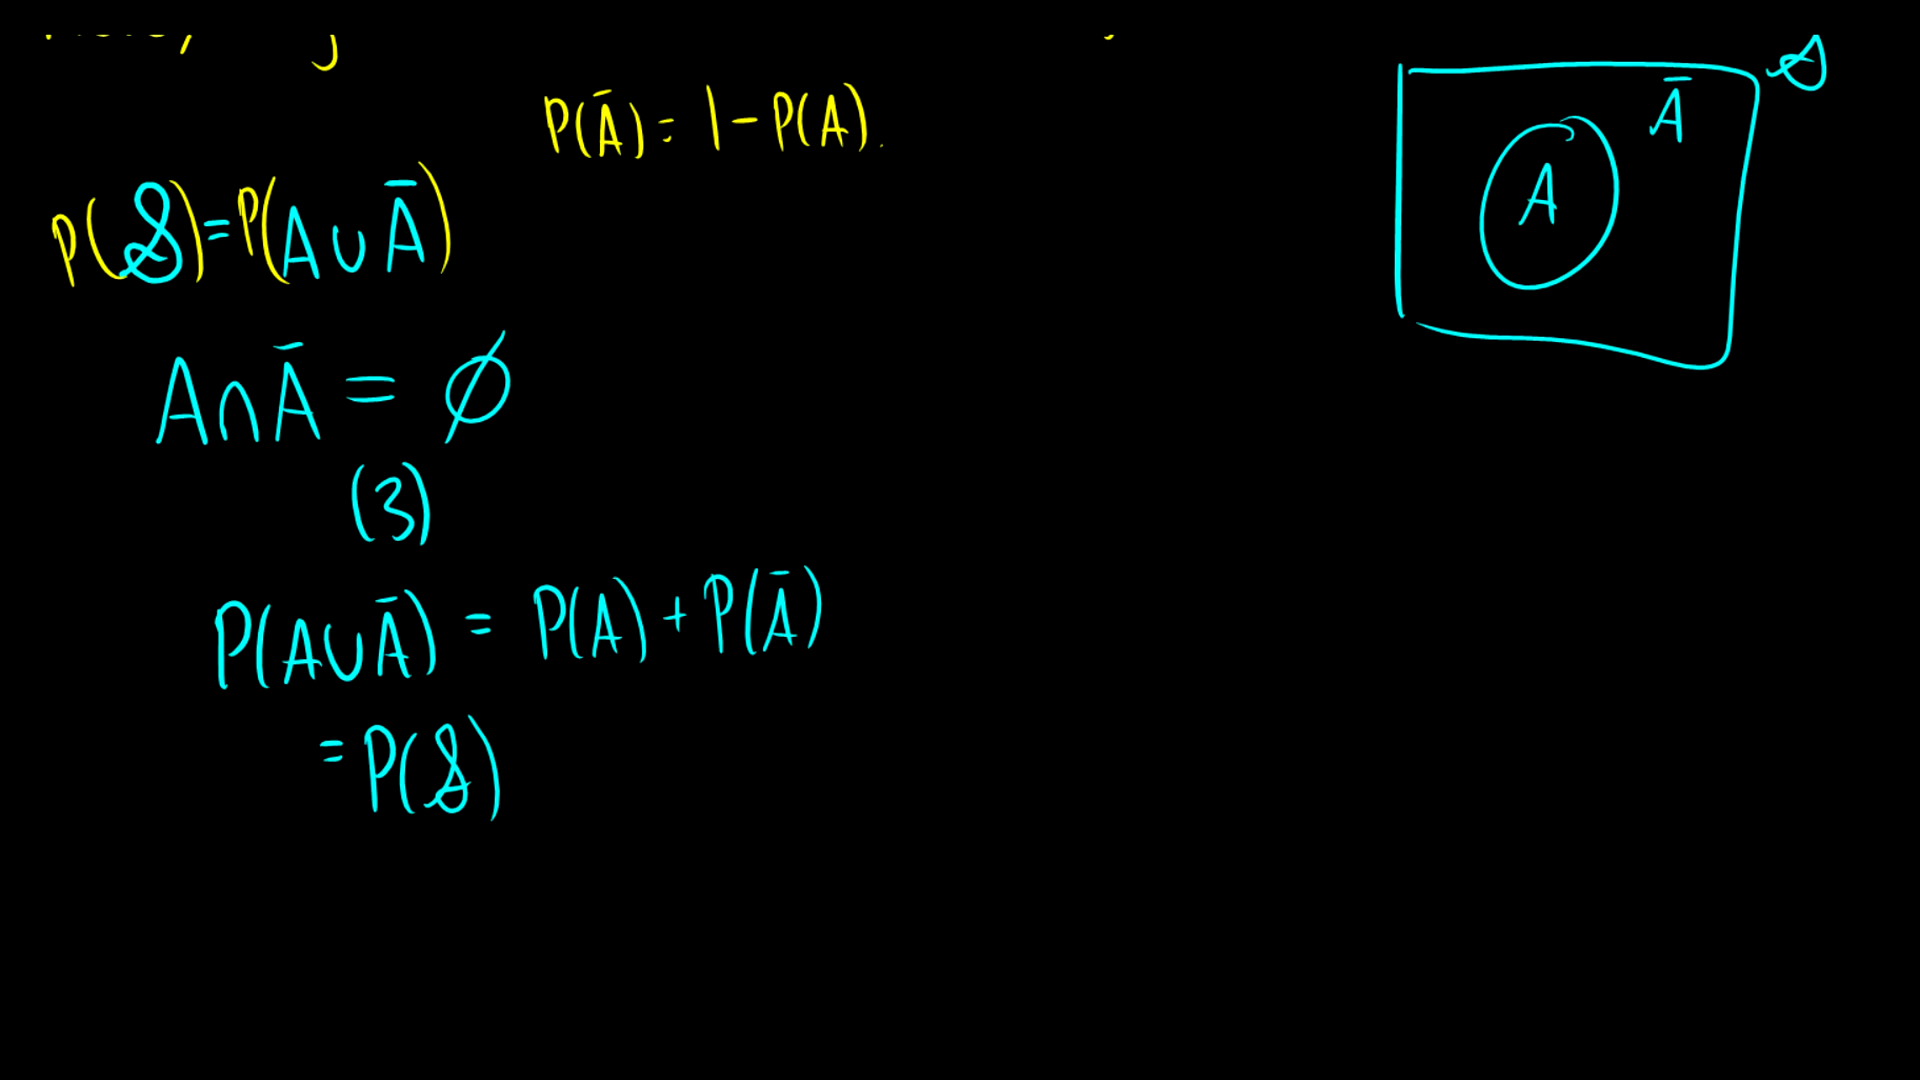 P(Ā) = 1 - P(A).
P(S) = P(A ∪ Ā)
A ∩ Ā = ∅
(3)
P(A ∪ Ā) = P(A) + P(Ā)
= P(S)
S
Ā
A